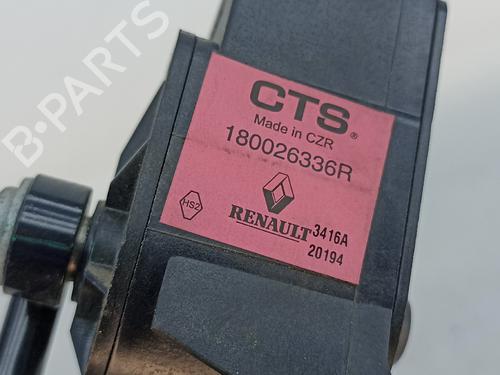 CTS®
Made in CZR
180026336R
HS2
RENAULT
3416A
20194
B-PARTS